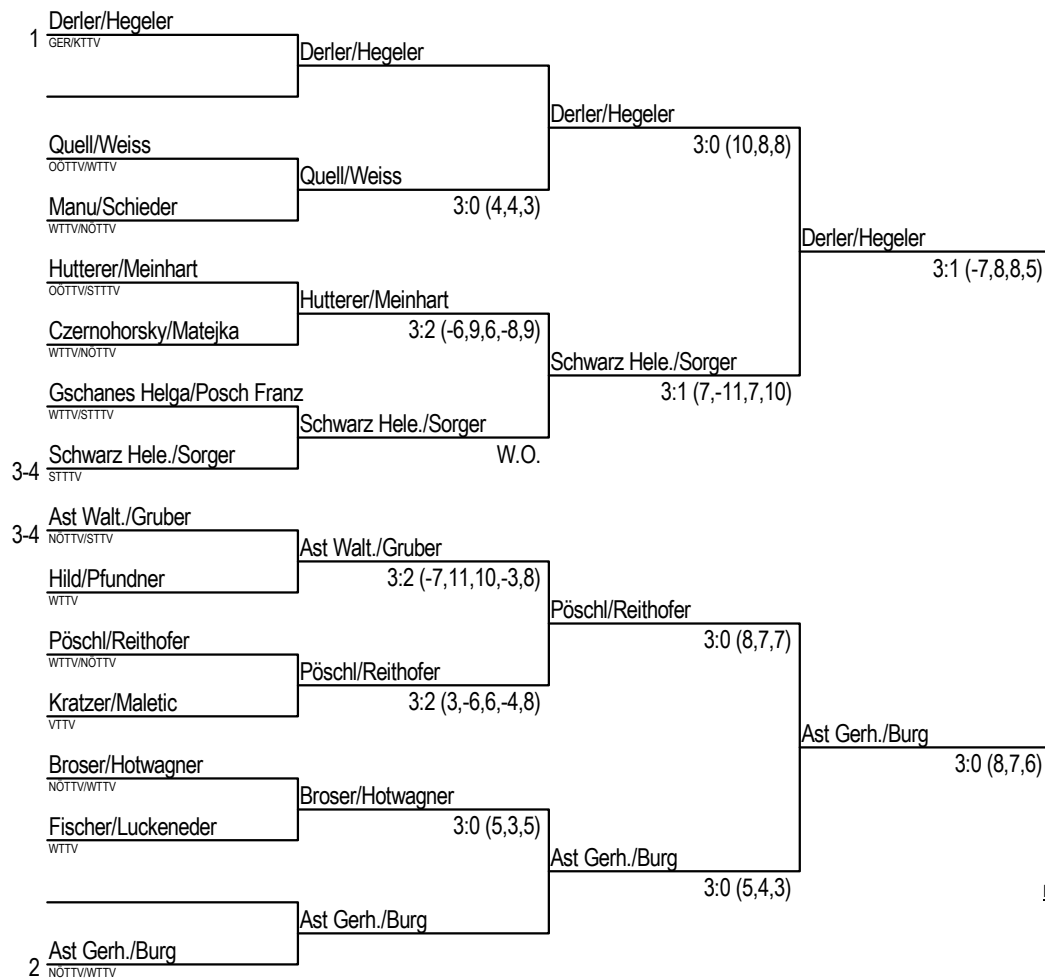 Derler/Hegeler
1
GER/KTTV
Derler/Hegeler
Derler/Hegeler
3:0 (10,8,8)
Quell/Weiss
OÖTTV/WTTV
Quell/Weiss
3:0 (4,4,3)
Manu/Schieder
WTTV/NÖTTV
Derler/Hegeler
3:1 (-7,8,8,5)
Hutterer/Meinhart
OÖTTV/STTTV
Hutterer/Meinhart
3:2 (-6,9,6,-8,9)
Czernohorsky/Matejka
WTTV/NÖTTV
Schwarz Hele./Sorger
3:1 (7,-11,7,10)
Gschanes Helga/Posch Franz
WTTV/STTTV
Schwarz Hele./Sorger
W.O.
Schwarz Hele./Sorger
3-4
STTTV
Ast Walt./Gruber
3-4
NÖTTV/STTV
Ast Walt./Gruber
3:2 (-7,11,10,-3,8)
Hild/Pfundner
WTTV
Pöschl/Reithofer
3:0 (8,7,7)
Pöschl/Reithofer
WTTV/NÖTTV
Pöschl/Reithofer
3:2 (3,-6,6,-4,8)
Kratzer/Maletic
VTTV
Ast Gerh./Burg
3:0 (8,7,6)
Broser/Hotwagner
NÖTTV/WTTV
Broser/Hotwagner
3:0 (5,3,5)
Fischer/Luckeneder
WTTV
Ast Gerh./Burg
3:0 (5,4,3)
Ast Gerh./Burg
Ast Gerh./Burg
2
NÖTTV/WTTV